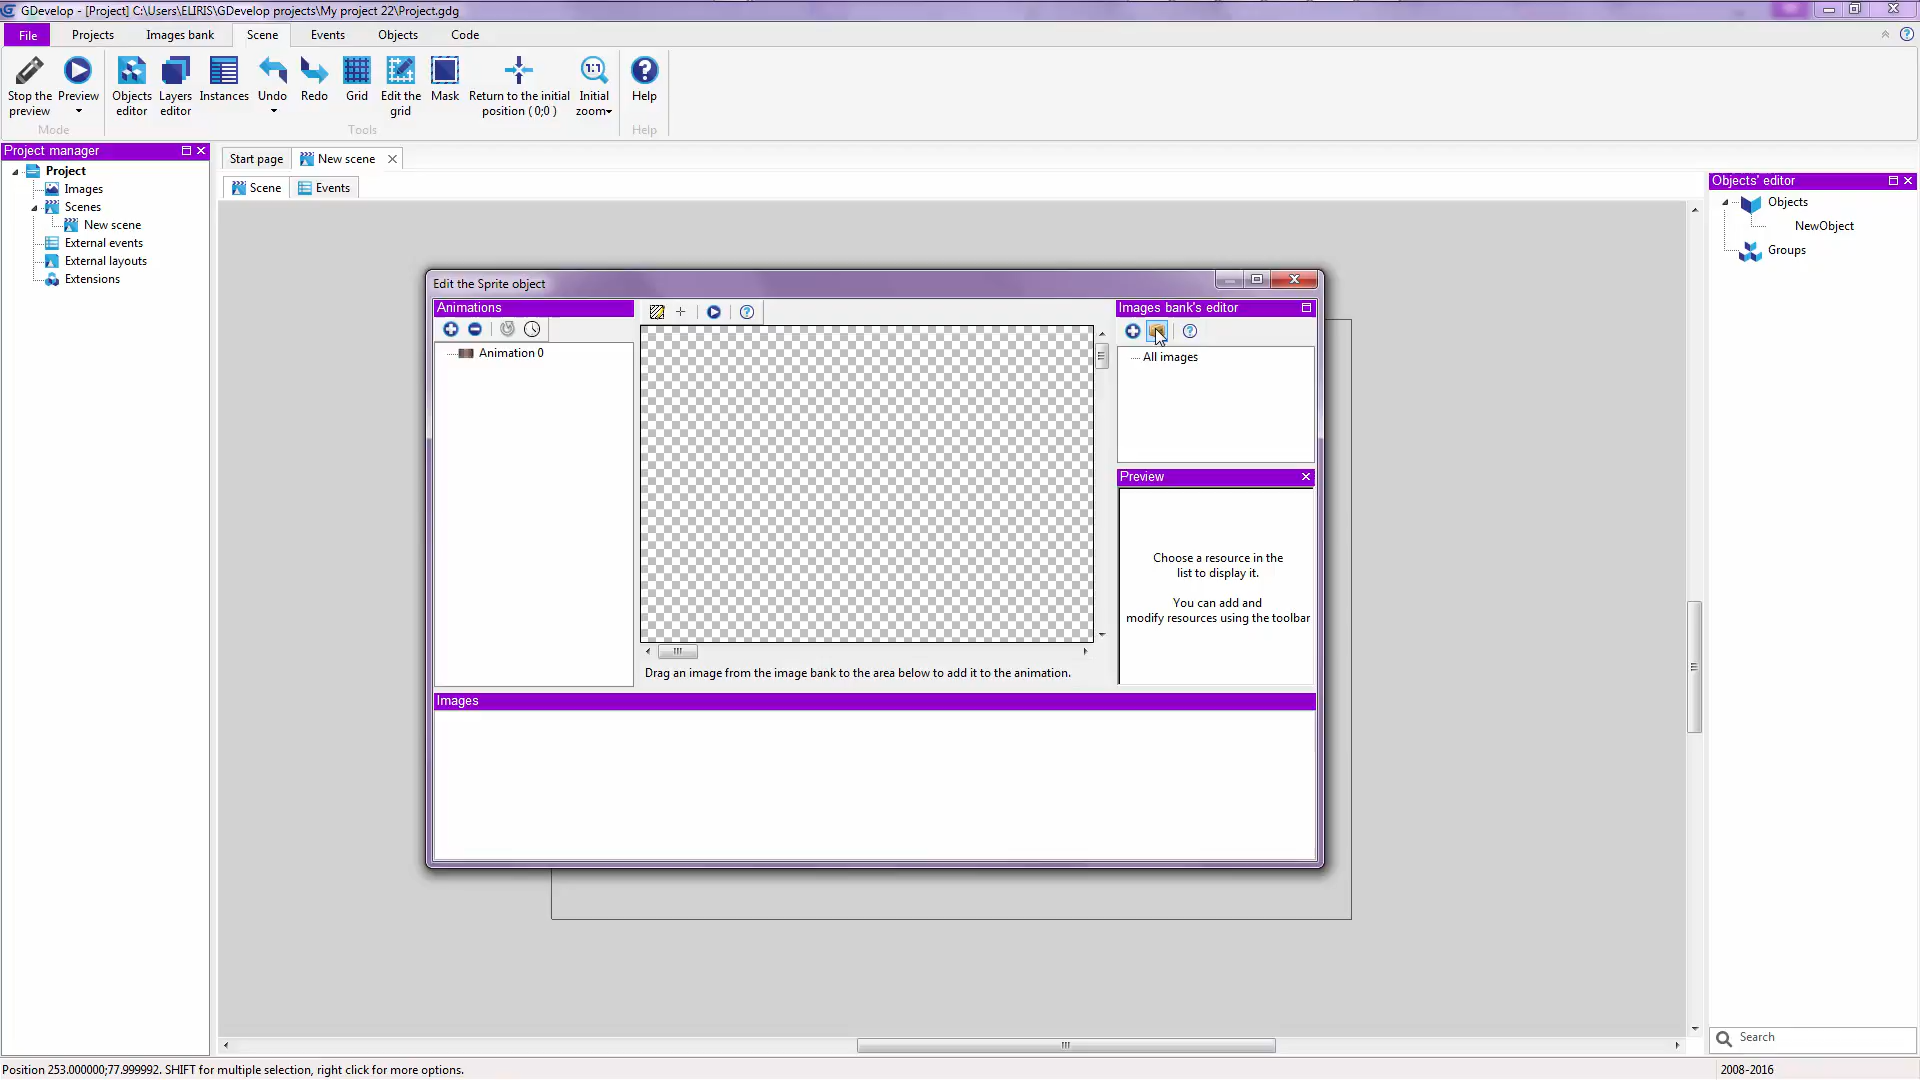 GDevelop - [Project] C:\Users\ELIRIS\GDevelop projects\My project 22\Project.gdg
File Projects Images bank Scene Events Objects Code
Stop the preview
Preview
Objects editor
Layers editor
Instances
Undo
Redo
Grid
Edit the grid
Mask
Return to the initial position ( 0;0 )
1:1
Initial zoom
Help
Mode
Tools
Help
Project manager
Project
Images
Scenes
New scene
External events
External layouts
Extensions
Start page
New scene
Scene
Events
Edit the Sprite object
Animations
Animation 0
Drag an image from the image bank to the area below to add it to the animation.
Images bank's editor
All images
Preview
Choose a resource in the
list to display it.
You can add and
modify resources using the toolbar
Images
Objects' editor
Objects
NewObject
Groups
Search
Position 253.000000;77.999992. SHIFT for multiple selection, right click for more options.
2008-2016